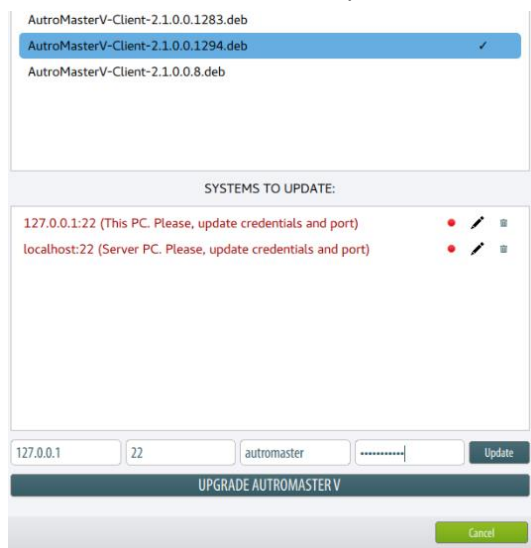 AutroMasterV-Client-2.1.0.0.1283.deb
AutroMasterV-Client-2.1.0.0.1294.deb ✓
AutroMasterV-Client-2.1.0.0.8.deb
SYSTEMS TO UPDATE:
127.0.0.1:22 (This PC. Please, update credentials and port)
localhost:22 (Server PC. Please, update credentials and port)
127.0.0.1 22 autromaster ••••••••••• Update
UPGRADE AUTROMASTER V
Cancel